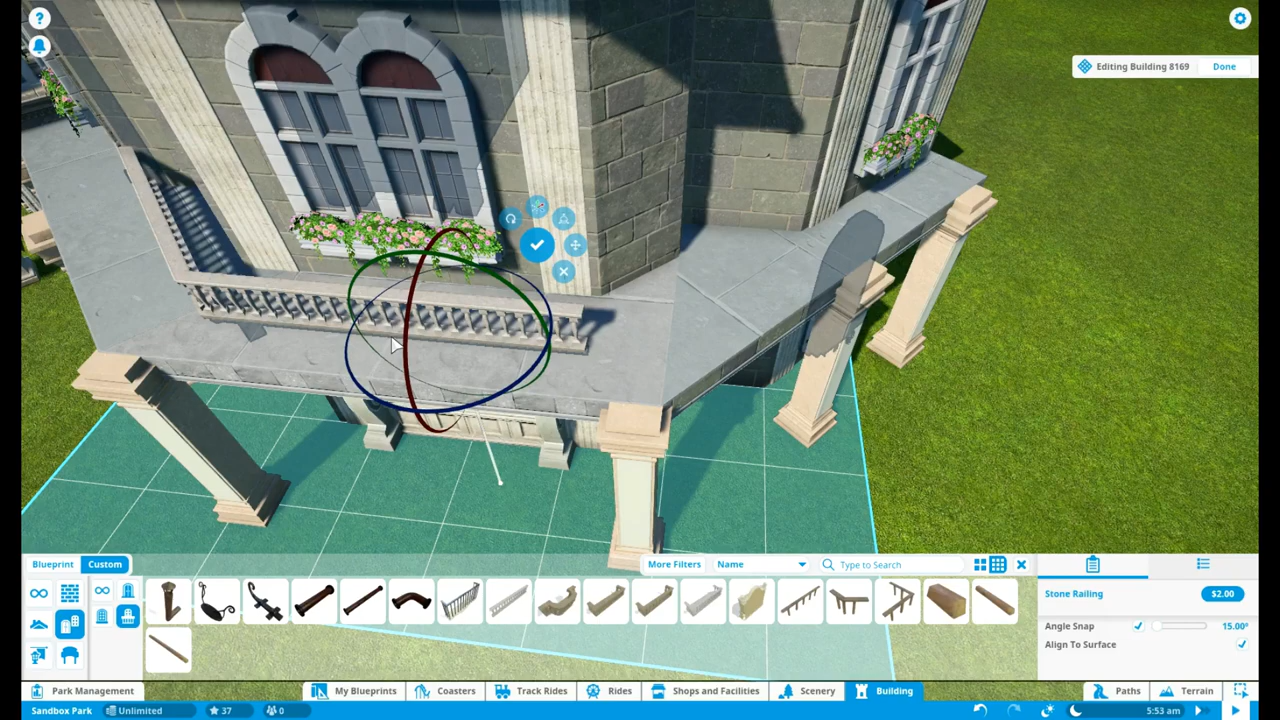 ?
Editing Building 8169 Done
Blueprint Custom
More Filters Name Type to Search
Stone Railing $2.00
Angle Snap 15.00°
Align To Surface
Park Management My Blueprints Coasters Track Rides Rides Shops and Facilities Scenery Building Paths Terrain
Sandbox Park Unlimited 37 0 5:53 am